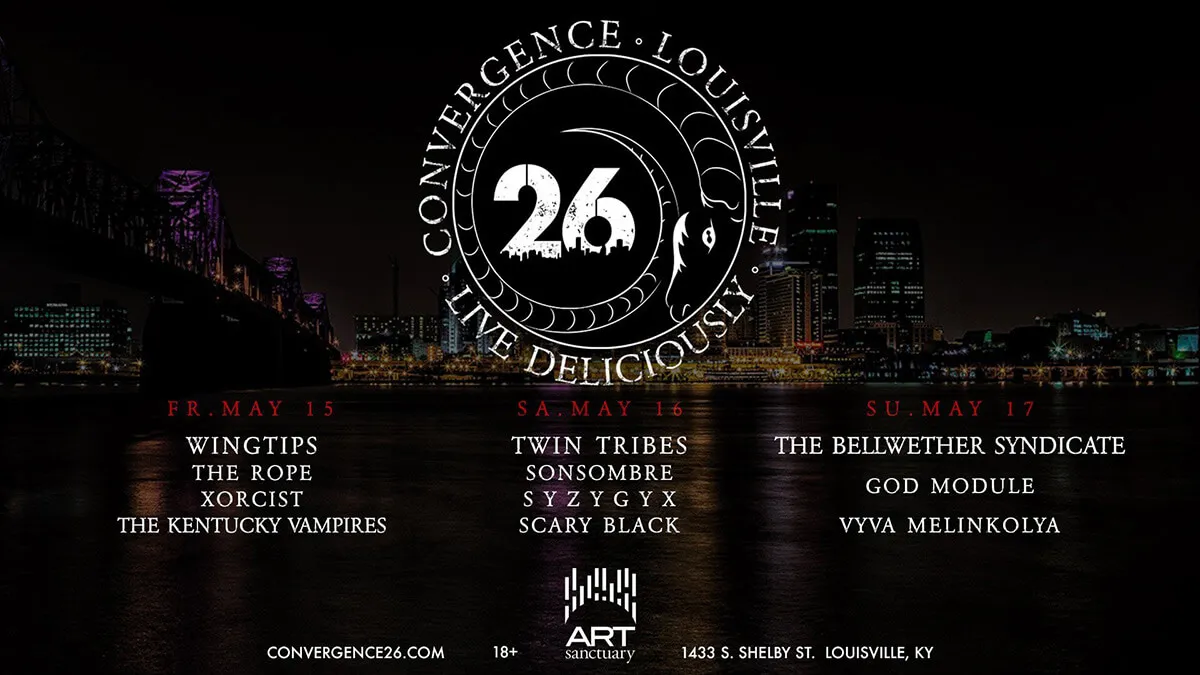 CONVERGENCE • LOUISVILLE
26
• LIVE DELICIOUSLY •
FR.MAY 15
WINGTIPS
THE ROPE
XORCIST
THE KENTUCKY VAMPIRES
SA.MAY 16
TWIN TRIBES
SONSOMBRE
SYZYGYX
SCARY BLACK
SU.MAY 17
THE BELLWETHER SYNDICATE
GOD MODULE
VYVA MELINKOLYA
ART
sanctuary
CONVERGENCE26.COM
18+
1433 S. SHELBY ST. LOUISVILLE, KY